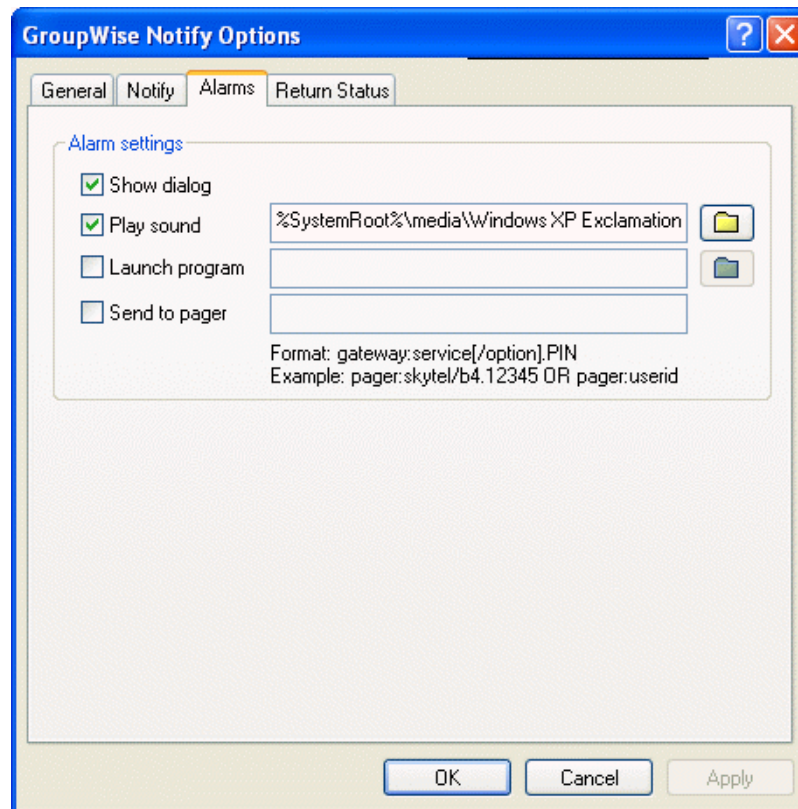 GroupWise Notify Options
General Notify Alarms Return Status
Alarm settings
Show dialog
Play sound %SystemRoot%\media\Windows XP Exclamation
Launch program
Send to pager
Format: gateway:service[/option].PIN
Example: pager:skytel/b4.12345 OR pager:userid
OK Cancel Apply